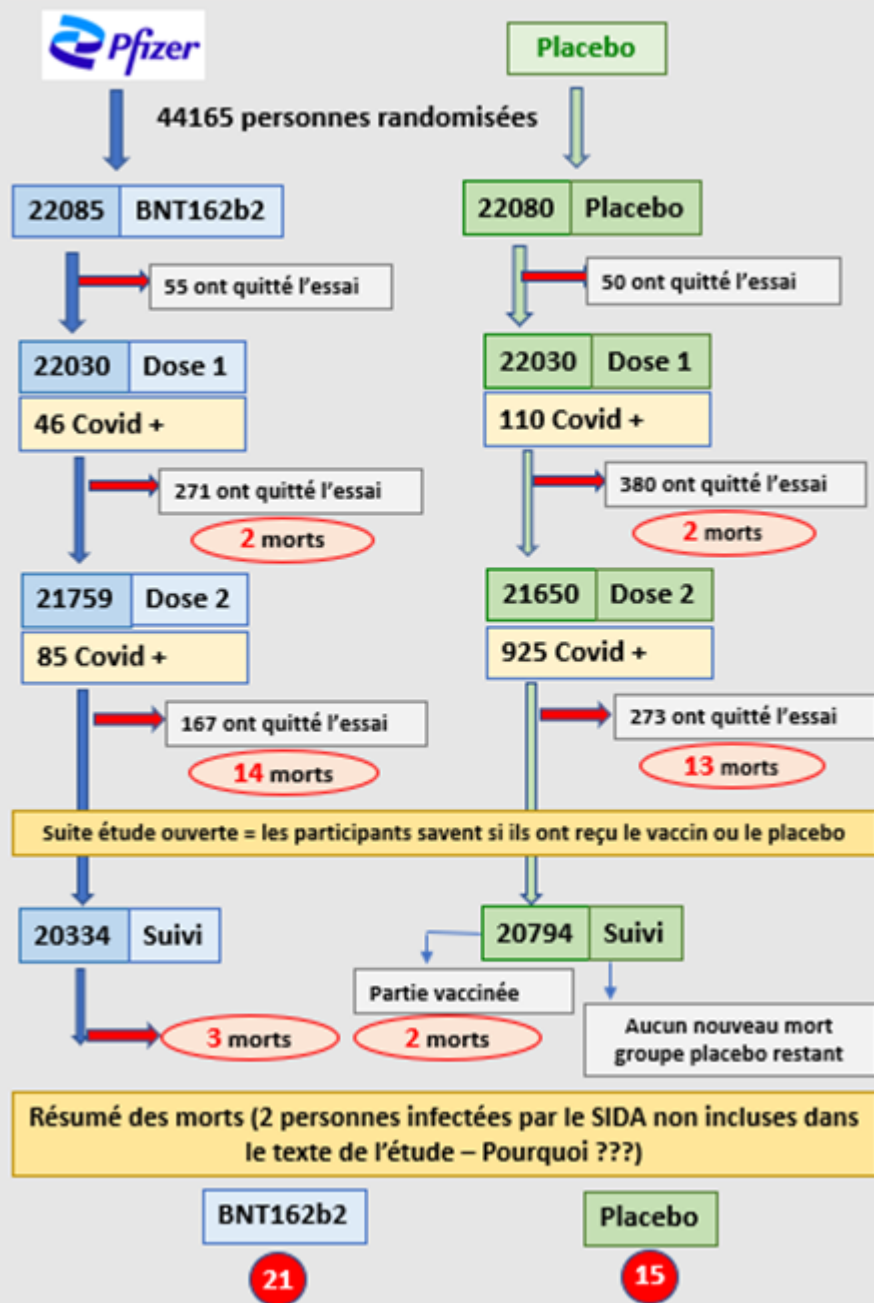 Pfizer
Placebo
44165 personnes randomisées
22085 BNT162b2
22080 Placebo
55 ont quitté l'essai
50 ont quitté l'essai
22030 Dose 1
22030 Dose 1
46 Covid +
110 Covid +
271 ont quitté l'essai
380 ont quitté l'essai
2 morts
2 morts
21759 Dose 2
21650 Dose 2
85 Covid +
925 Covid +
167 ont quitté l'essai
273 ont quitté l'essai
14 morts
13 morts
Suite étude ouverte = les participants savent si ils ont reçu le vaccin ou le placebo
20334 Suivi
20794 Suivi
Partie vaccinée
3 morts
2 morts
Aucun nouveau mort
groupe placebo restant
Résumé des morts (2 personnes infectées par le SIDA non incluses dans
le texte de l'étude – Pourquoi ???)
BNT162b2
Placebo
21
15